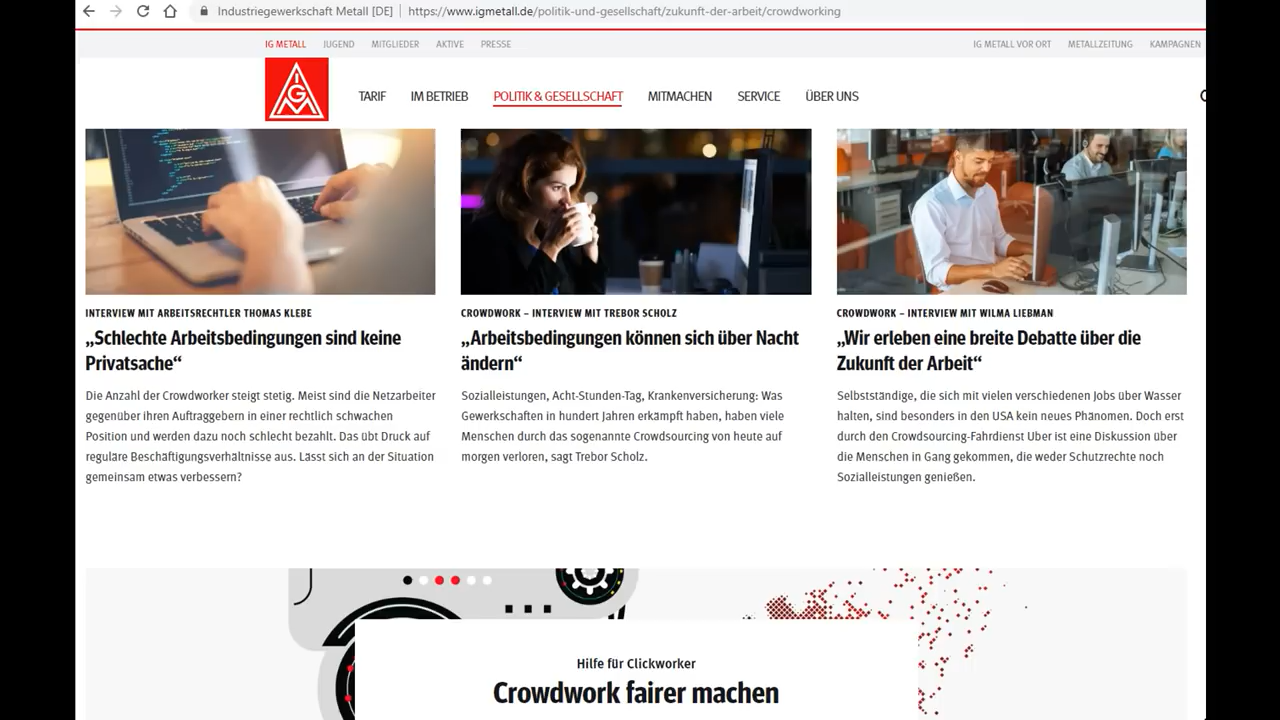 Industriegewerkschaft Metall [DE] | https://www.igmetall.de/politik-und-gesellschaft/zukunft-der-arbeit/crowdworking
IG METALL JUGEND MITGLIEDER AKTIVE PRESSE IG METALL VOR ORT METALLZEITUNG KAMPAGNEN
IGM
TARIF IM BETRIEB POLITIK & GESELLSCHAFT MITMACHEN SERVICE ÜBER UNS
INTERVIEW MIT ARBEITSRECHTLER THOMAS KLEBE
„Schlechte Arbeitsbedingungen sind keine
Privatsache“
Die Anzahl der Crowdworker steigt stetig. Meist sind die Netzarbeiter
gegenüber ihren Auftraggebern in einer rechtlich schwachen
Position und werden dazu noch schlecht bezahlt. Das übt Druck auf
reguläre Beschäftigungsverhältnisse aus. Lässt sich an der Situation
gemeinsam etwas verbessern?
CROWDWORK – INTERVIEW MIT TREBOR SCHOLZ
„Arbeitsbedingungen können sich über Nacht
ändern“
Sozialleistungen, Acht-Stunden-Tag, Krankenversicherung: Was
Gewerkschaften in hundert Jahren erkämpft haben, haben viele
Menschen durch das sogenannte Crowdsourcing von heute auf
morgen verloren, sagt Trebor Scholz.
CROWDWORK – INTERVIEW MIT WILMA LIEBMAN
„Wir erleben eine breite Debatte über die
Zukunft der Arbeit“
Selbstständige, die sich mit vielen verschiedenen Jobs über Wasser
halten, sind besonders in den USA kein neues Phänomen. Doch erst
durch den Crowdsourcing-Fahrdienst Uber ist eine Diskussion über
die Menschen in Gang gekommen, die weder Schutzrechte noch
Sozialleistungen genießen.
Hilfe für Clickworker
Crowdwork fairer machen